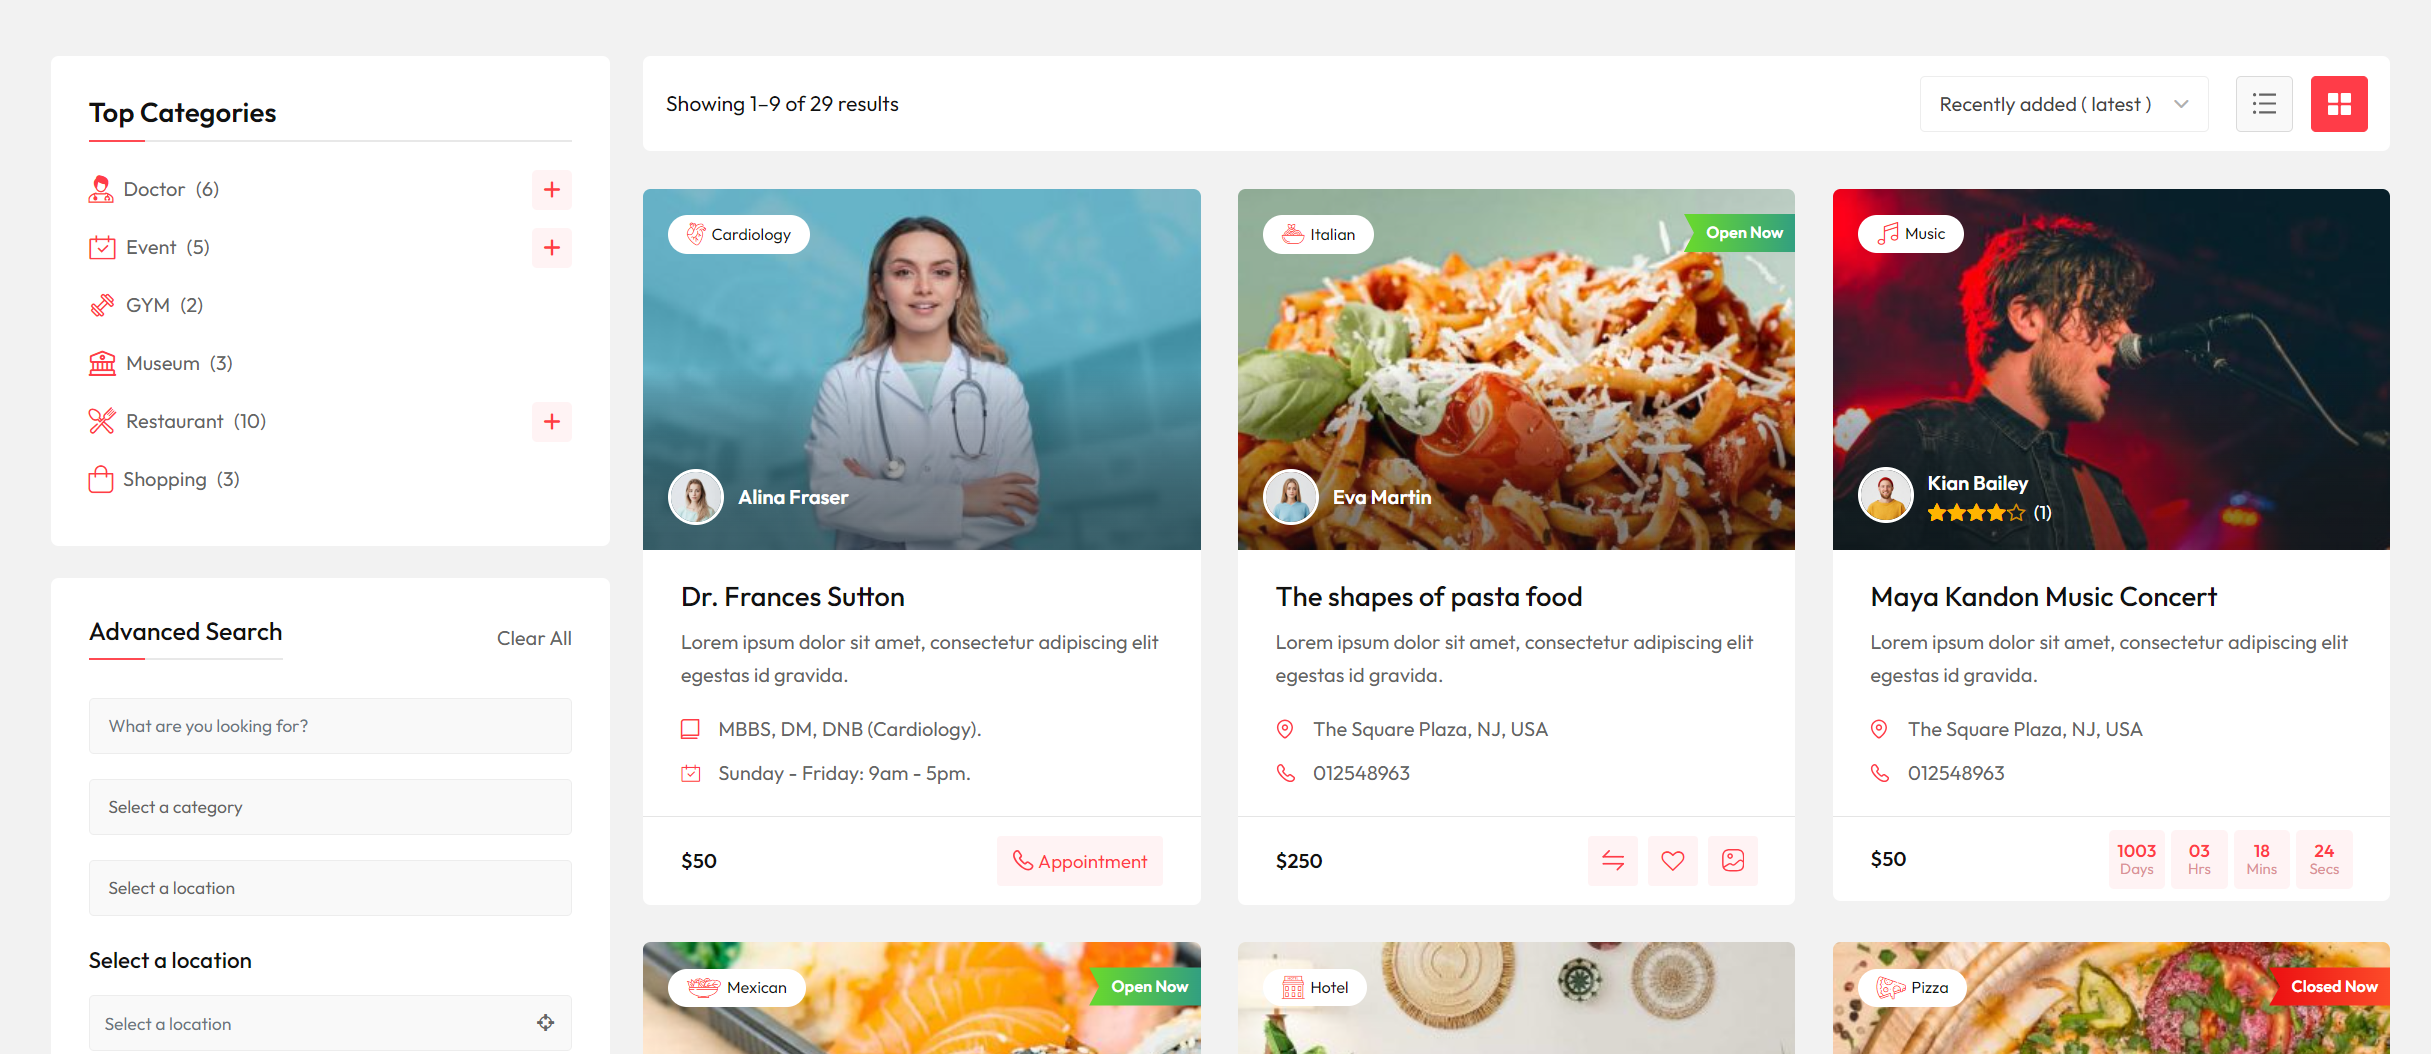 Top Categories
Doctor (6)
Event (5)
GYM (2)
Museum (3)
Restaurant (10)
Shopping (3)
Advanced Search
Clear All
What are you looking for?
Select a category
Select a location
Select a location
Select a location
Showing 1–9 of 29 results
Recently added ( latest )
Cardiology
Alina Fraser
Dr. Frances Sutton
Lorem ipsum dolor sit amet, consectetur adipiscing elit
egestas id gravida.
MBBS, DM, DNB (Cardiology).
Sunday - Friday: 9am - 5pm.
$50
Appointment
Italian
Open Now
Eva Martin
The shapes of pasta food
Lorem ipsum dolor sit amet, consectetur adipiscing elit
egestas id gravida.
The Square Plaza, NJ, USA
012548963
$250
Music
Kian Bailey
(1)
Maya Kandon Music Concert
Lorem ipsum dolor sit amet, consectetur adipiscing elit
egestas id gravida.
The Square Plaza, NJ, USA
012548963
$50
1003 03 18 24
Days Hrs Mins Secs
Mexican
Open Now
Hotel
Pizza
Closed Now